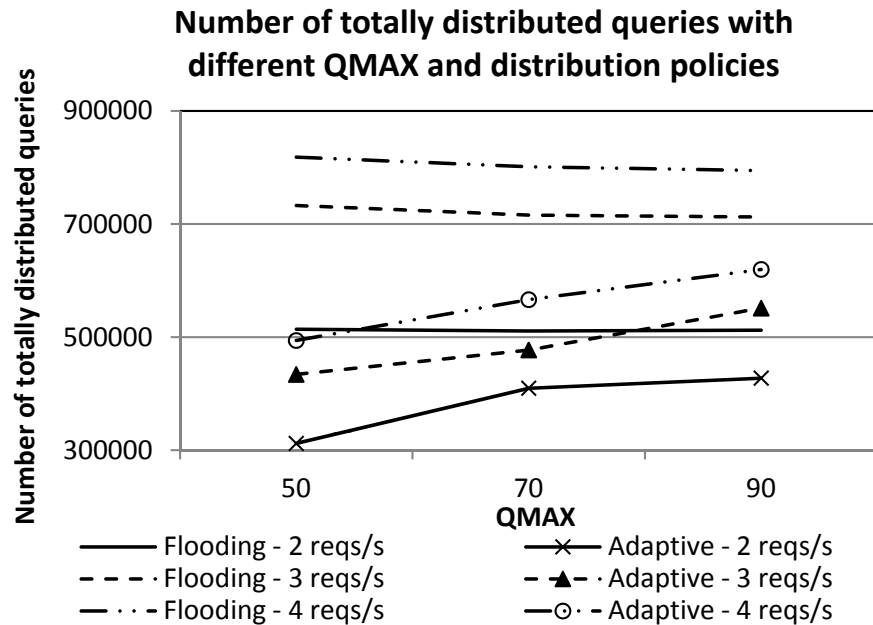 Number of totally distributed queries with
different QMAX and distribution policies
Number of totally distributed queries
900000
700000
500000
300000
50 70 90
QMAX
Flooding - 2 reqs/s Adaptive - 2 reqs/s
Flooding - 3 reqs/s Adaptive - 3 reqs/s
Flooding - 4 reqs/s Adaptive - 4 reqs/s